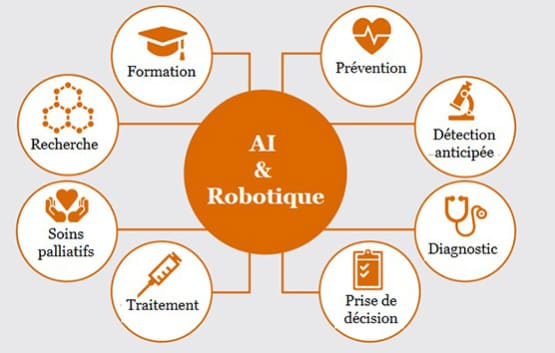 Formation
Prévention
Recherche
AI
&
Robotique
Détection
anticipée
Soins
palliatifs
Diagnostic
Traitement
Prise de
décision